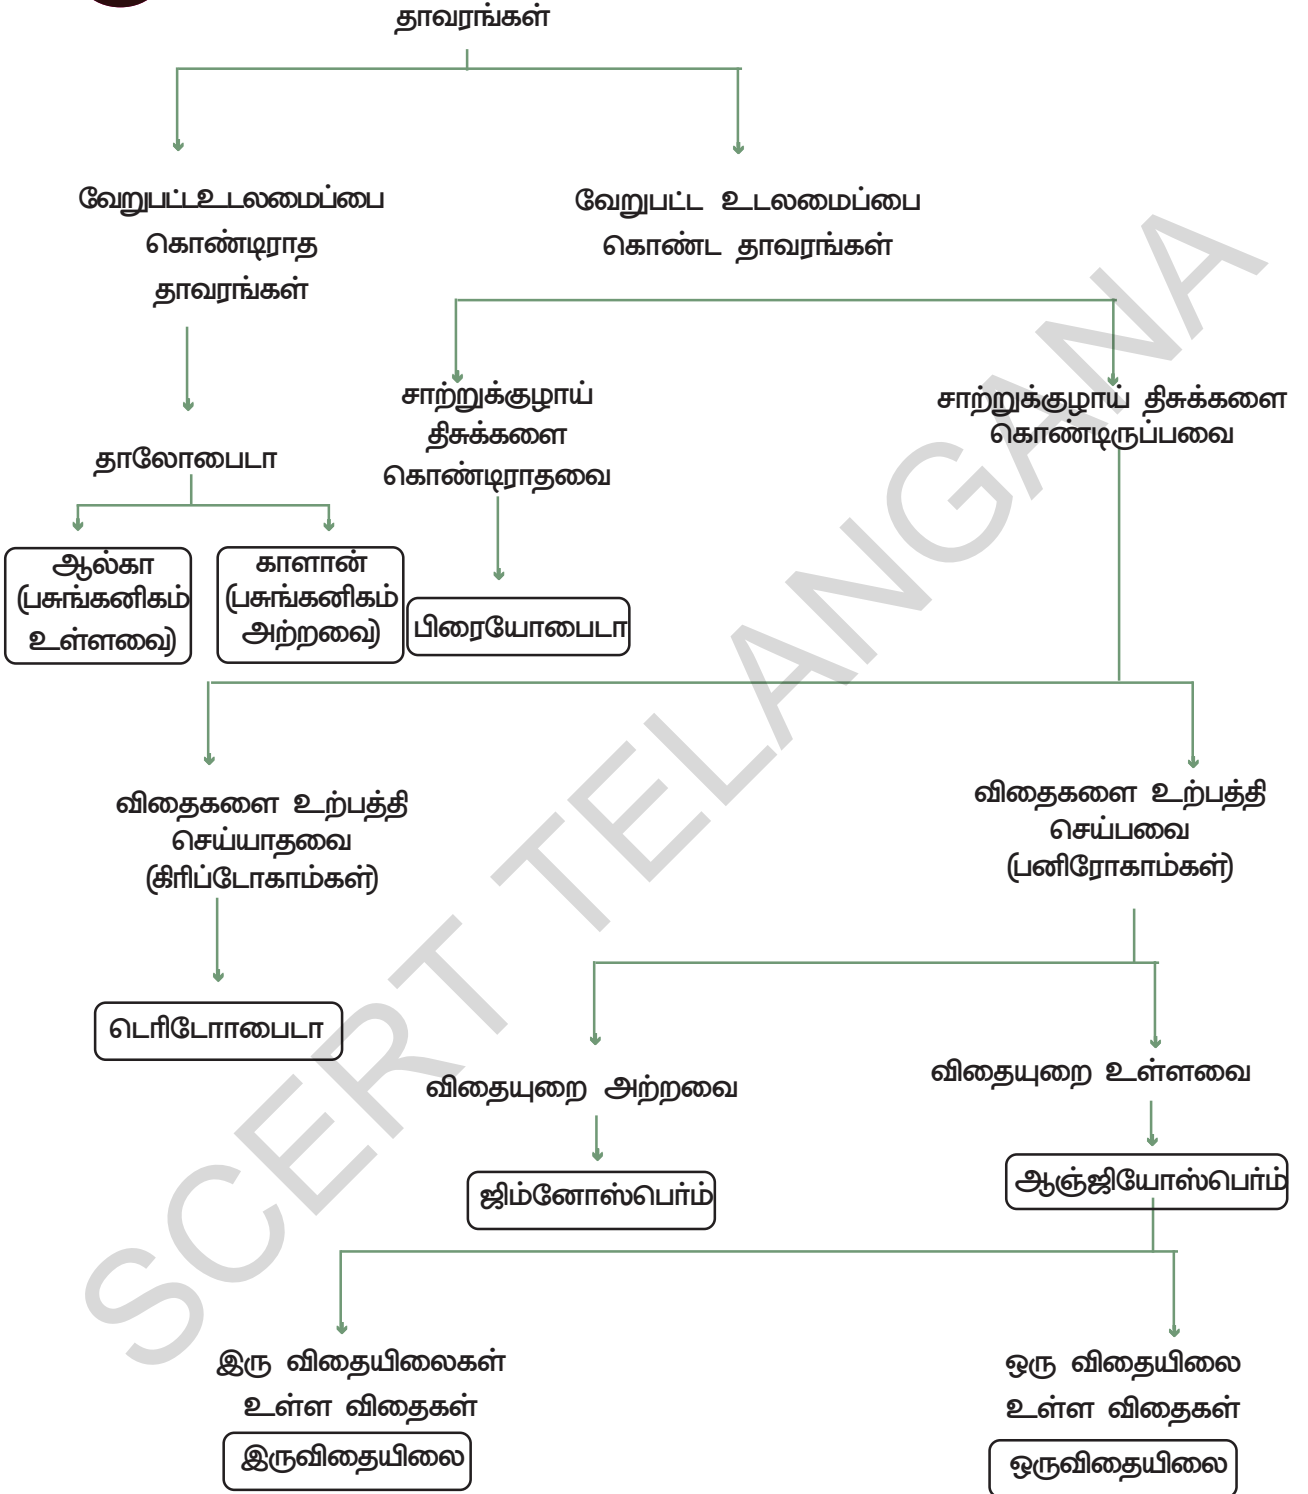 தாவரங்கள்
வேறுபட்டஉடலமைப்பை
கொண்டிராத
தாவரங்கள்
வேறுபட்ட உடலமைப்பை
கொண்ட தாவரங்கள்
தாலோபைடா
சாற்றுக்குழாய்
திசுக்களை
கொண்டிராதவை
சாற்றுக்குழாய் திசுக்களை
கொண்டிருப்பவை
ஆல்கா
(பசுங்கனிகம்
உள்ளவை)
காளான்
(பசுங்கனிகம்
அற்றவை)
பிரையோபைடா
விதைகளை உற்பத்தி
செய்யாதவை
(கிரிப்டோகாம்கள்)
விதைகளை உற்பத்தி
செய்பவை
(பனிரோகாம்கள்)
டெரிடோாபைடா
விதையுறை அற்றவை
விதையுறை உள்ளவை
ஜிம்னோஸ்பெர்ம்
ஆஞ்ஜியோஸ்பெர்ம்
இரு விதையிலைகள்
உள்ள விதைகள்
இருவிதையிலை
ஒரு விதையிலை
உள்ள விதைகள்
ஒருவிதையிலை
SCERT TELANGANA